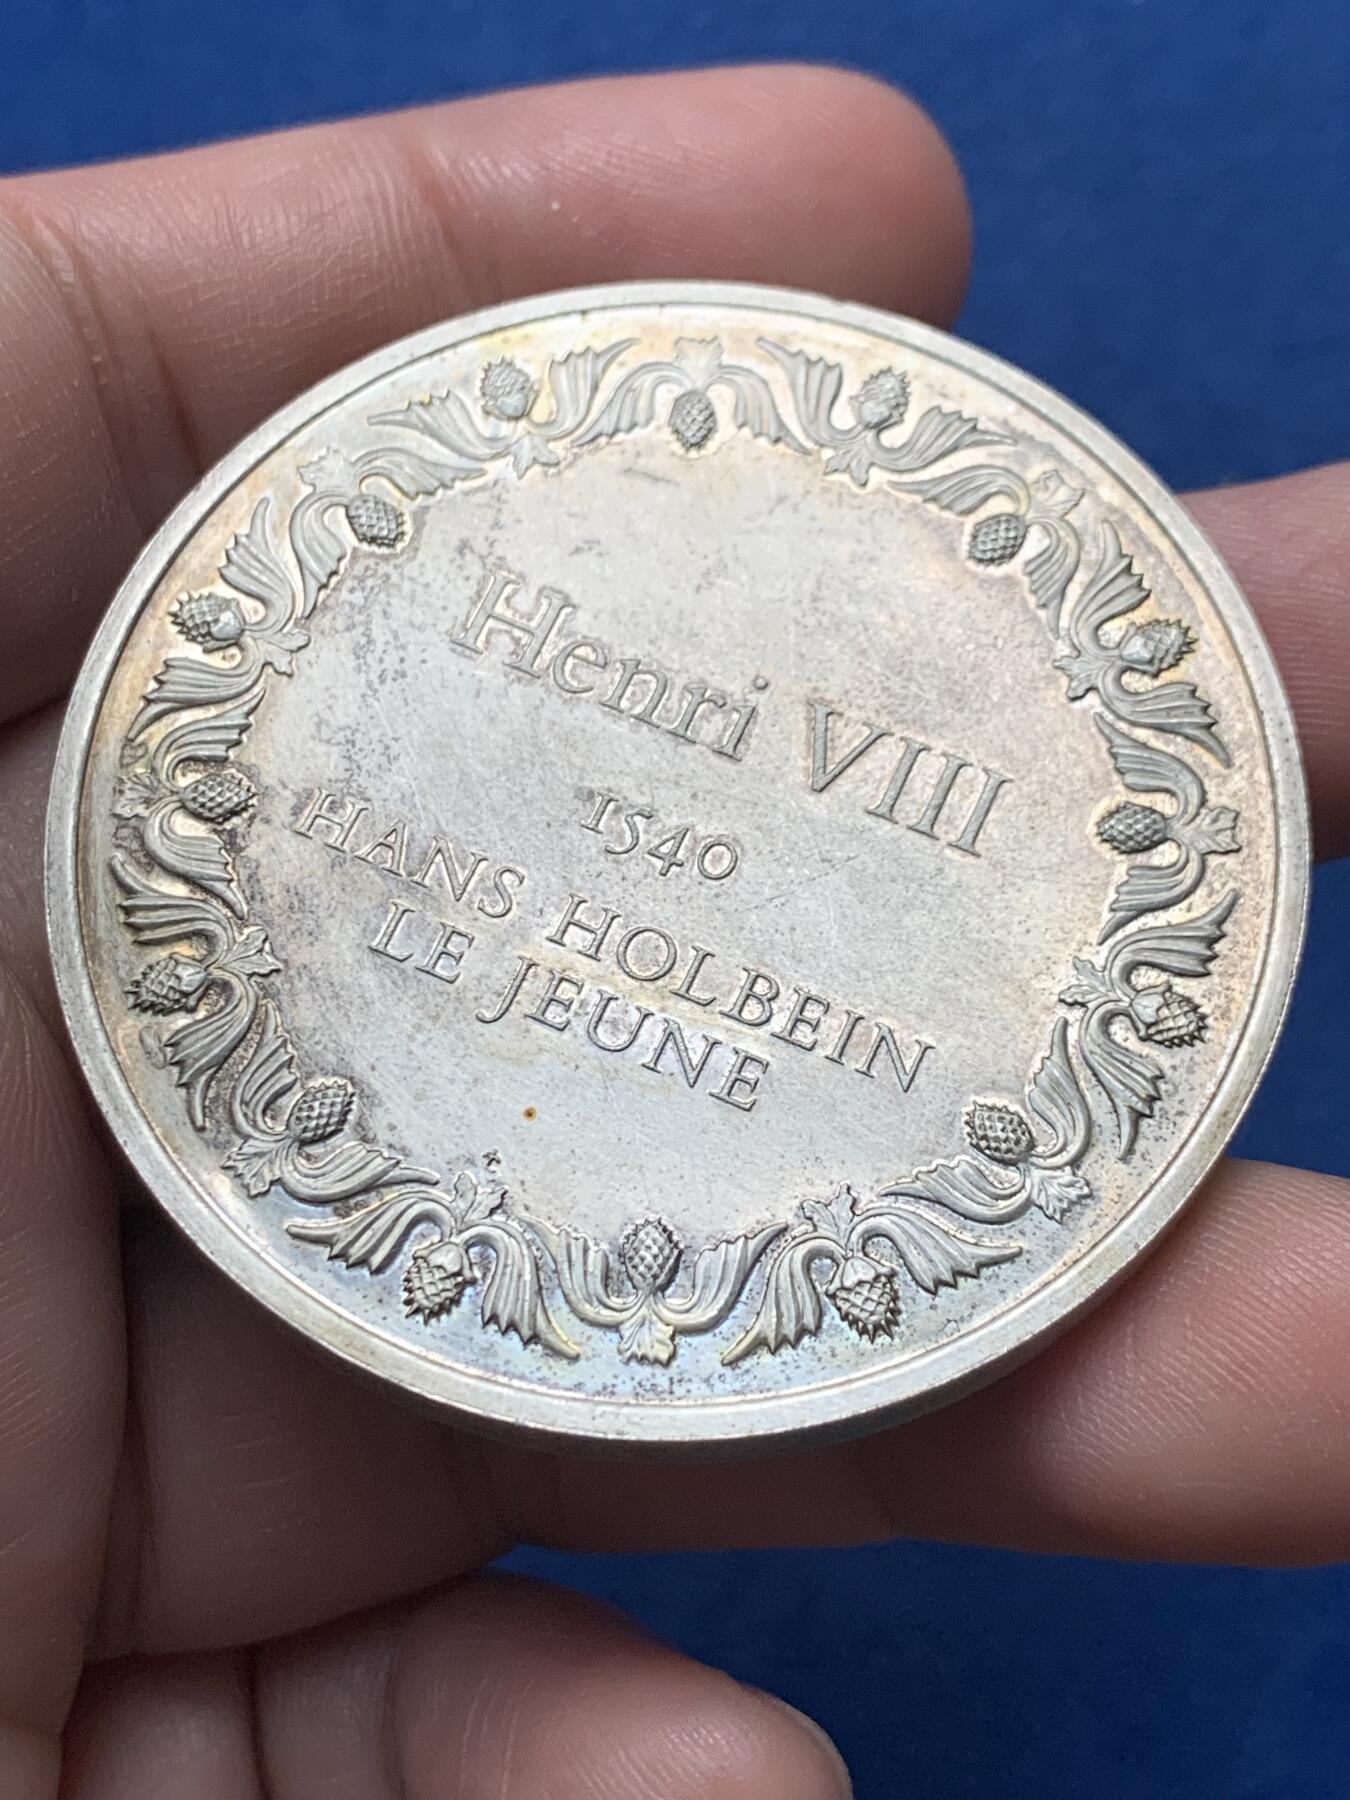 Henri VIII
1540
HANS HOLBEIN
LE JEUNE